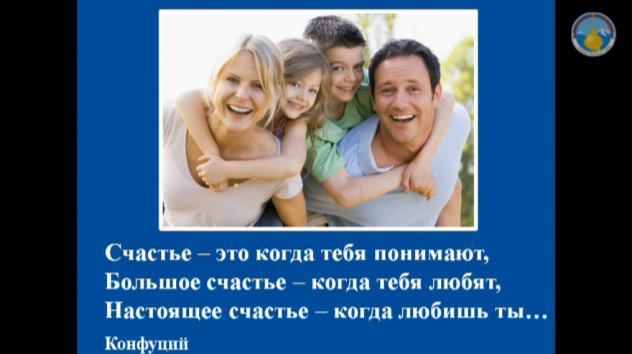 Счастье – это когда тебя понимают,
Большое счастье – когда тебя любят,
Настоящее счастье – когда любишь ты...
Конфуций